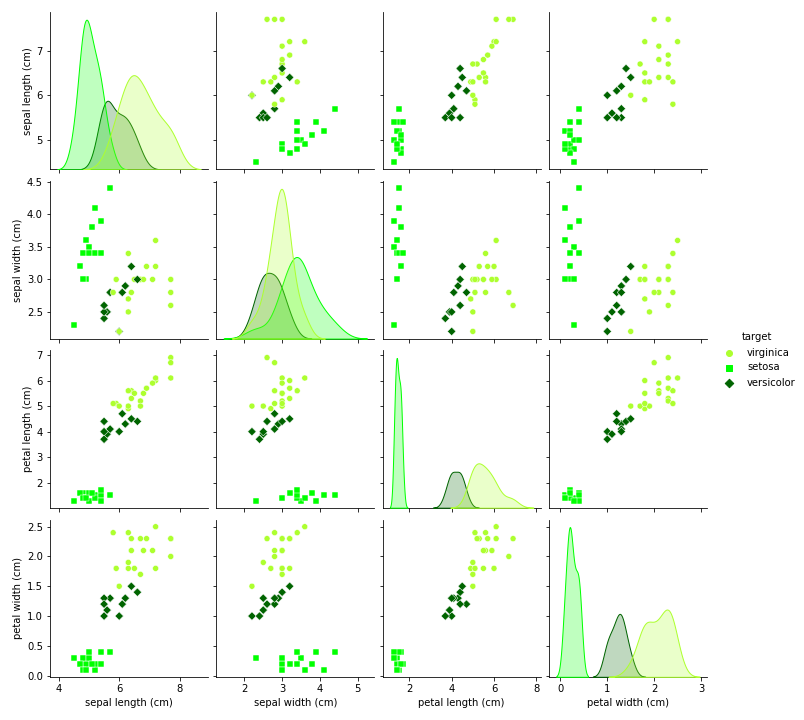 sepal length (cm)
7
6
5
sepal width (cm)
4.5
4.0
3.5
3.0
2.5
petal length (cm)
7
6
5
4
3
2
petal width (cm)
2.5
2.0
1.5
1.0
0.5
0.0
4 6 8
sepal length (cm)
2 3 4 5
sepal width (cm)
2 4 6 8
petal length (cm)
0 1 2 3
petal width (cm)
target
virginica
setosa
versicolor